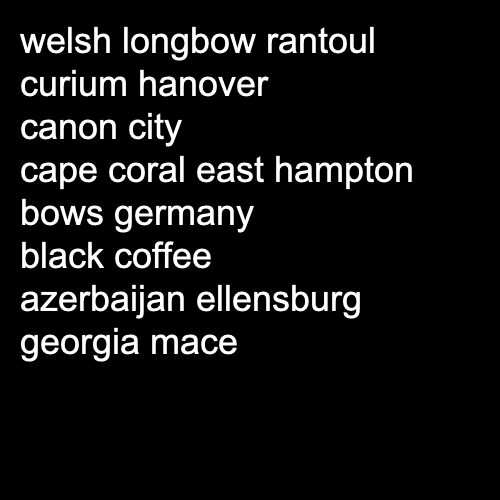 welsh longbow rantoul
curium hanover
canon city
cape coral east hampton
bows germany
black coffee
azerbaijan ellensburg
georgia mace